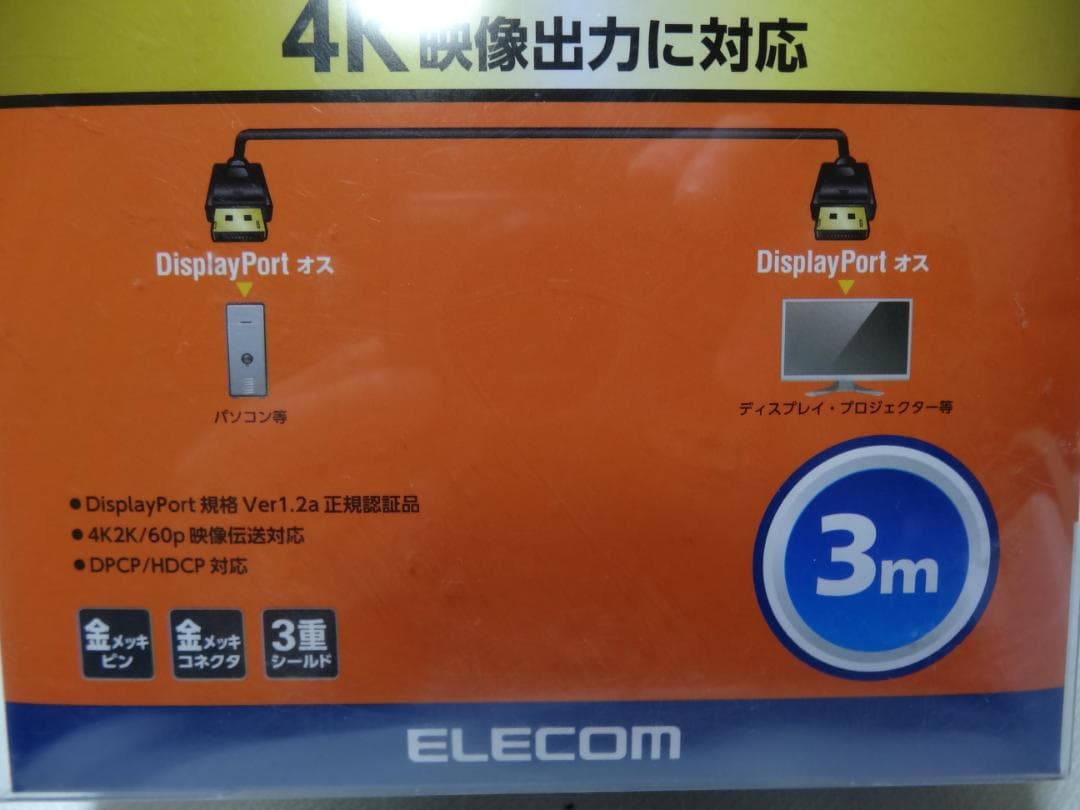 4K 映像出力に対応
DisplayPort オス
DisplayPort オス
パソコン等
ディスプレイ・プロジェクター等
● DisplayPort 規格 Ver1.2a 正規認証品
● 4K2K/60p 映像伝送対応
● DPCP/HDCP 対応
3m
金メッキ
ピン
金メッキ
コネクタ
3重
シールド
ELECOM